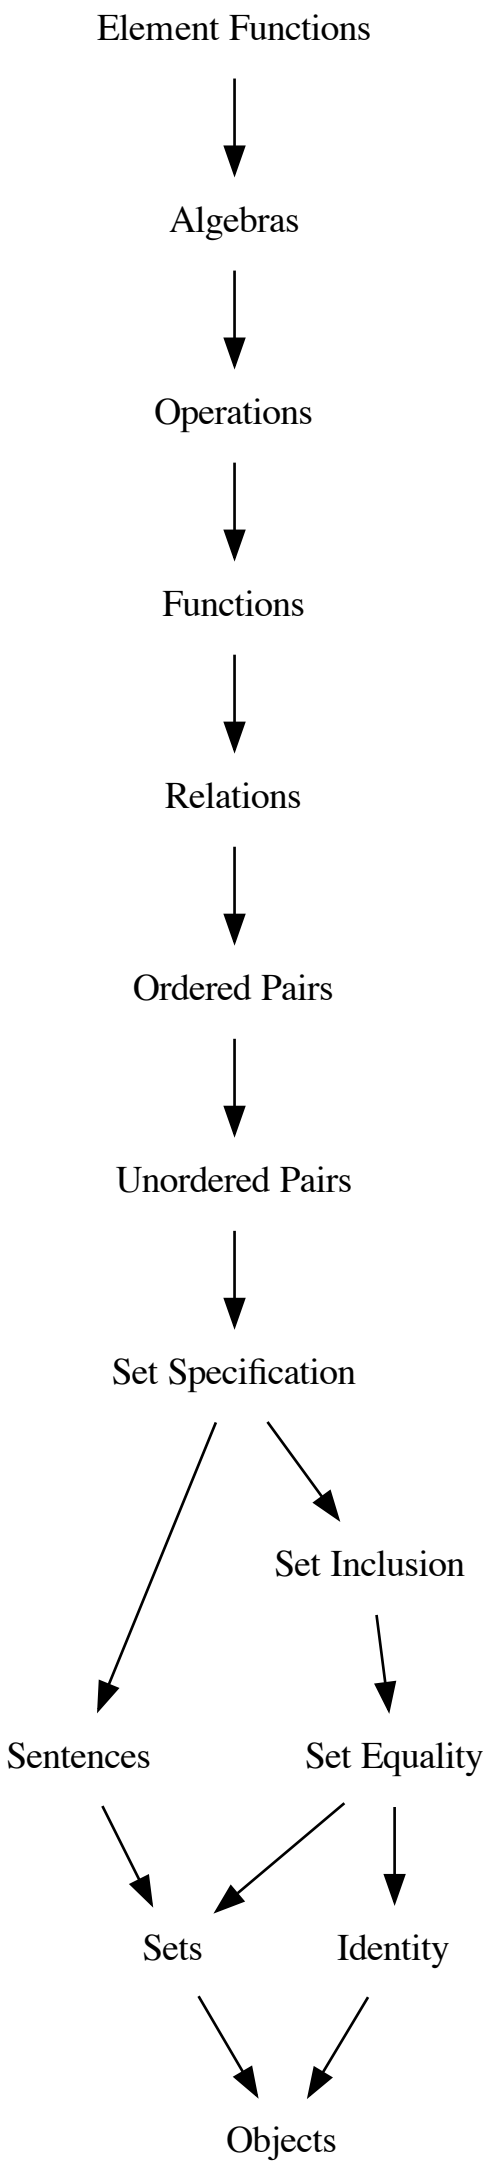 Element Functions
Algebras
Operations
Functions
Relations
Ordered Pairs
Unordered Pairs
Set Specification
Set Inclusion
Sentences
Set Equality
Sets
Identity
Objects